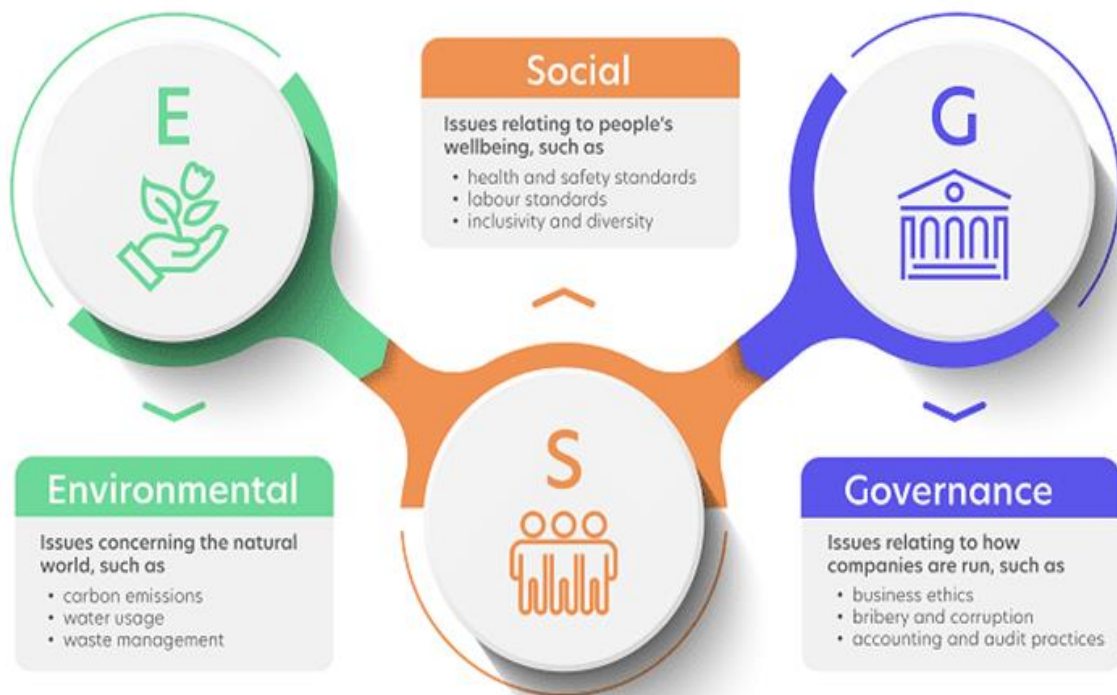 E
Environmental
Issues concerning the natural
world, such as
• carbon emissions
• water usage
• waste management
Social
Issues relating to people's
wellbeing, such as
• health and safety standards
• labour standards
• inclusivity and diversity
S
G
Governance
Issues relating to how
companies are run, such as
• business ethics
• bribery and corruption
• accounting and audit practices